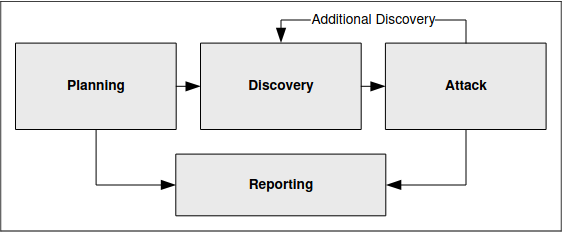 Additional Discovery
Planning
Discovery
Attack
Reporting